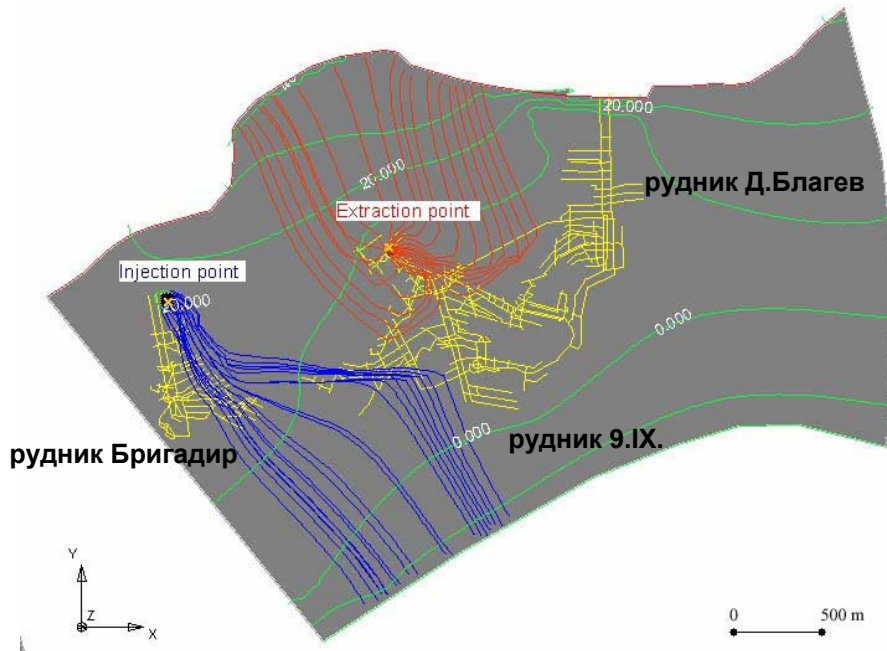 20.000
20.000
рудник Д.Благев
Extraction point
Injection point
20.000
0.000
0.000
рудник 9.IX.
рудник Бригадир
Y
Z
X
0
500 m